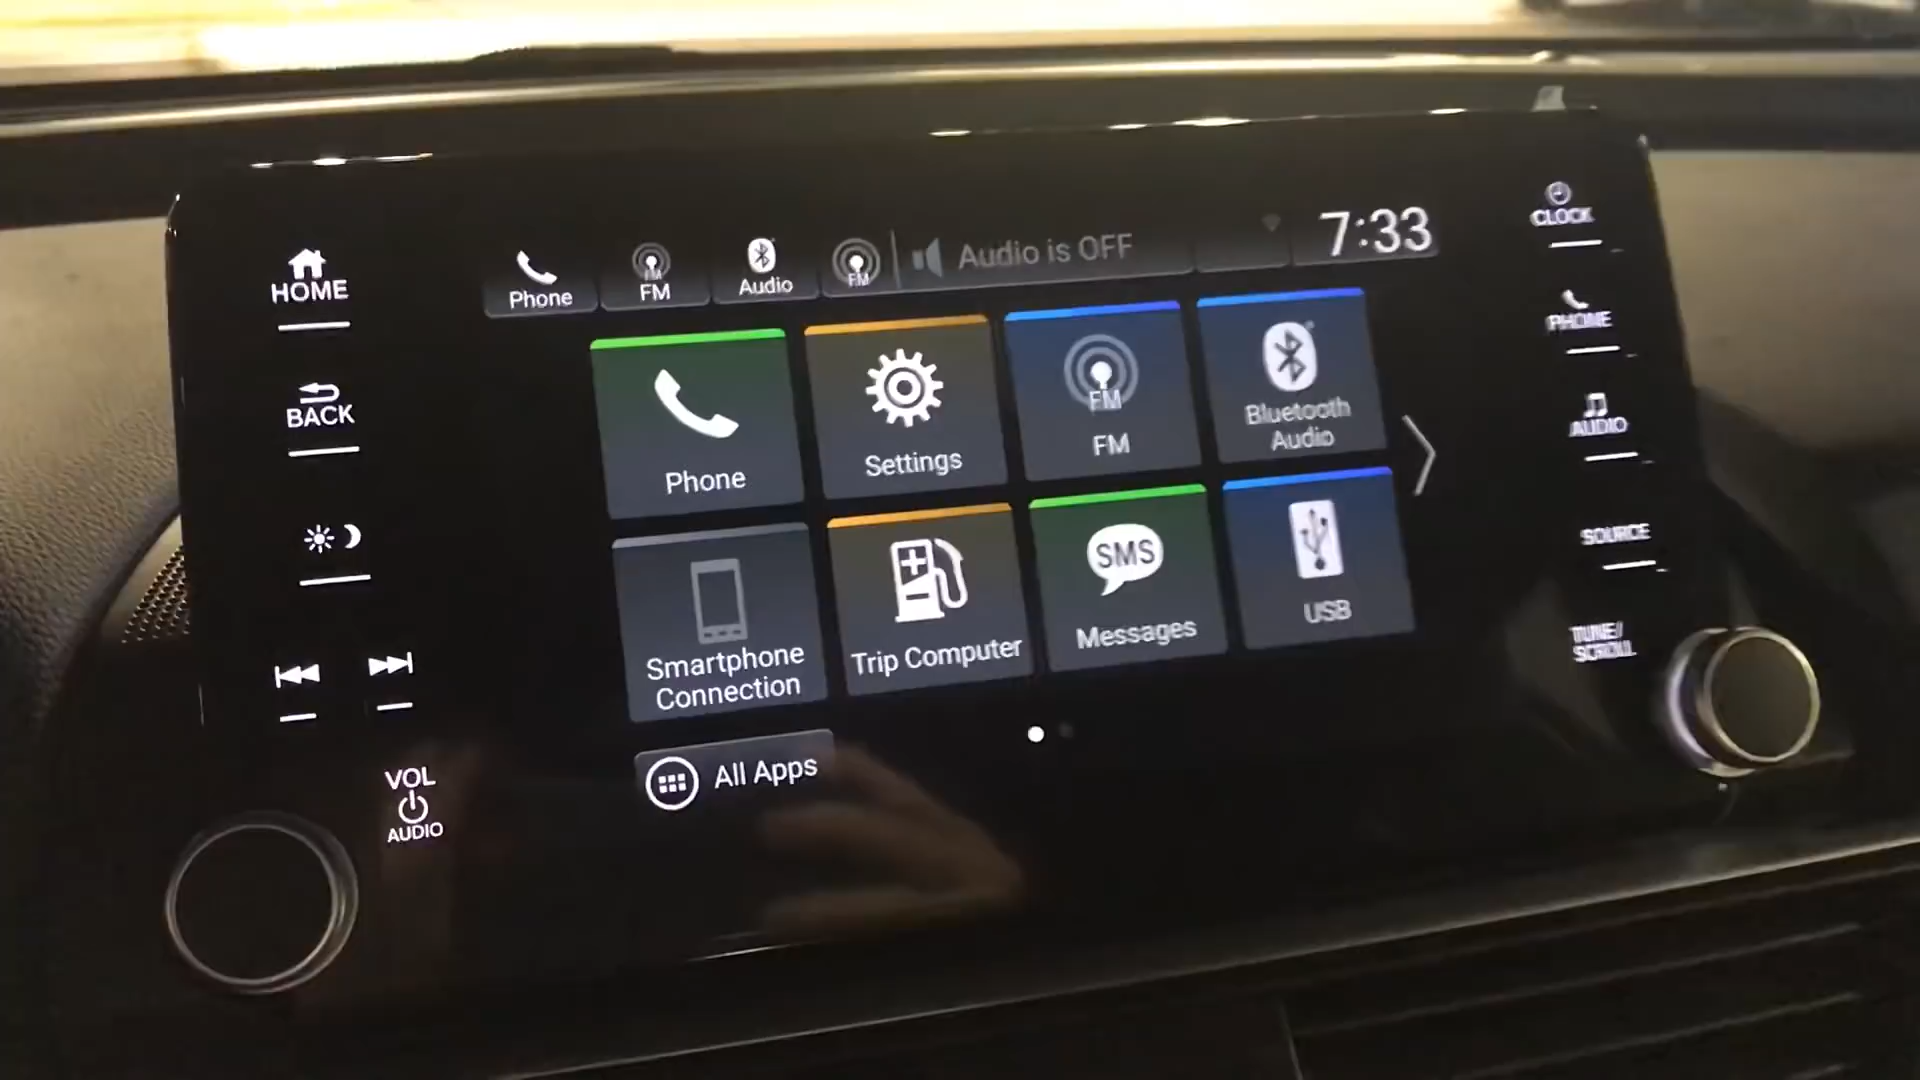 HOME
BACK
VOL
AUDIO
Phone
FM
FM
Audio
FM
Audio is OFF
7:33
Phone
Settings
FM
FM
Bluetooth
Audio
Smartphone
Connection
Trip Computer
SMS
Messages
USB
All Apps
CLOCK
PHONE
AUDIO
SOURCE
TUNE/
SCROLL